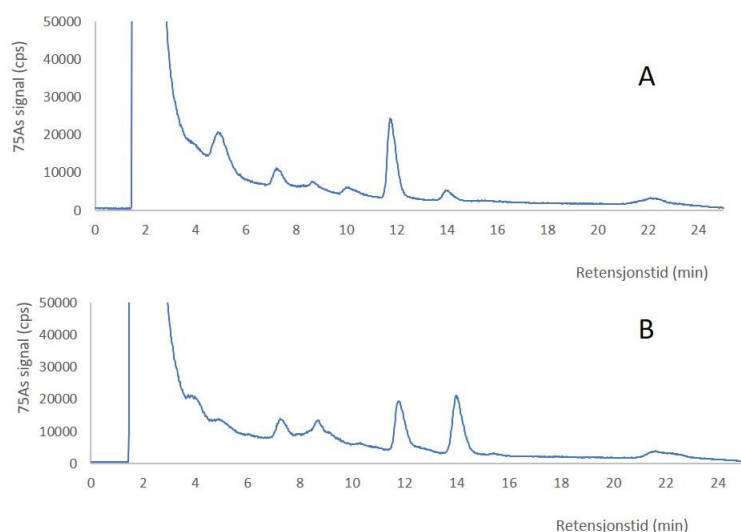 50000
A
40000
30000
20000
10000
0
75As signal (cps)
0 2 4 6 8 10 12 14 16 18 20 22 24
Retensjonstid (min)
50000
B
40000
30000
20000
10000
0
75As signal (cps)
0 2 4 6 8 10 12 14 16 18 20 22 24
Retensjonstid (min)